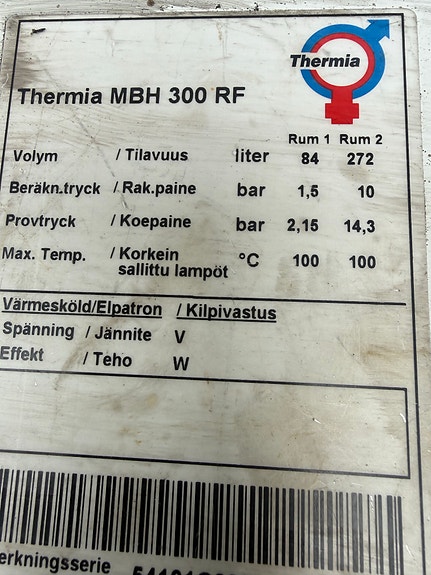 Thermia
Thermia MBH 300 RF
Rum 1 Rum 2
Volym / Tilavuus liter 84 272
Beräkn.tryck / Rak.paine bar 1,5 10
Provtryck / Koepaine bar 2,15 14,3
Max. Temp. / Korkein sallittu lampöt °C 100 100
Värmesköld/Elpatron / Kilpivastus
Spänning / Jännite V
Effekt / Teho W
erkningsserie